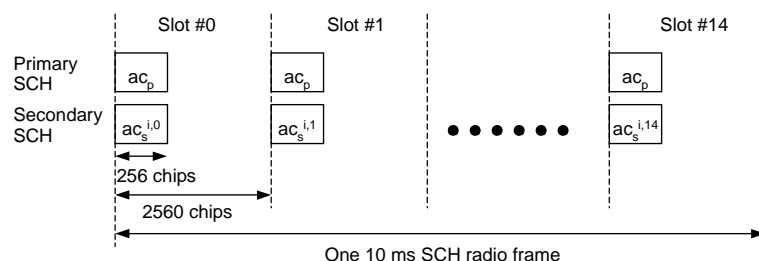 Slot #0 Slot #1 Slot #14
Primary
SCH
ac_p ac_p ac_p
Secondary
SCH
ac_s^i,0 ac_s^i,1 ac_s^i,14
256 chips
2560 chips
One 10 ms SCH radio frame